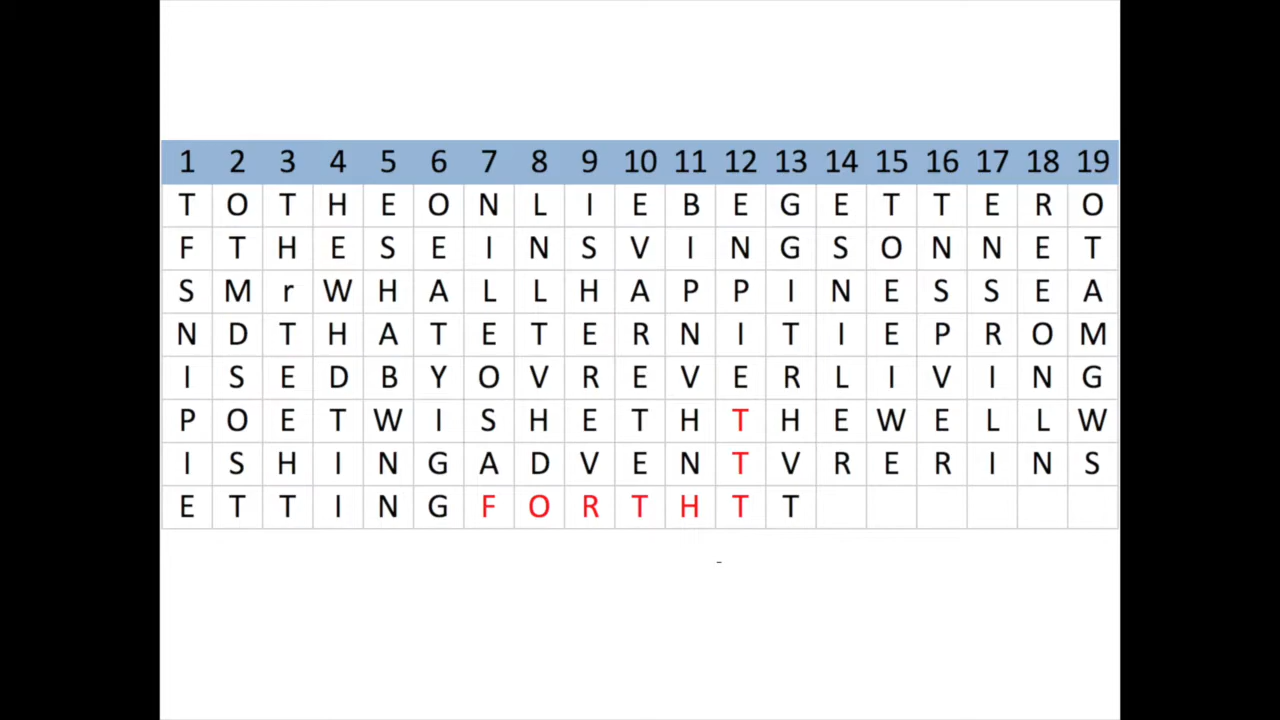 1 2 3 4 5 6 7 8 9 10 11 12 13 14 15 16 17 18 19
T O T H E O N L I E B E G E T T E R O
F T H E S E I N S V I N G S O N N E T
S M r W H A L L H A P P I N E S S E A
N D T H A T E T E R N I T I E P R O M
I S E D B Y O V R E V E R L I V I N G
P O E T W I S H E T H T H E W E L L W
I S H I N G A D V E N T V R E R I N S
E T T I N G F O R T H T T
-